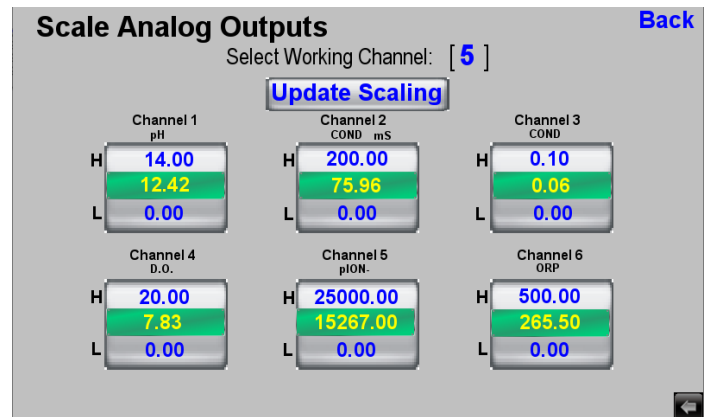 Scale Analog Outputs
Back
Select Working Channel: [ 5 ]
Update Scaling
Channel 1 Channel 2 Channel 3
pH COND mS COND
H 14.00 H 200.00 H 0.10
12.42 75.96 0.06
L 0.00 L 0.00 L 0.00
Channel 4 Channel 5 Channel 6
D.O. pION- ORP
H 20.00 H 25000.00 H 500.00
7.83 15267.00 265.50
L 0.00 L 0.00 L 0.00